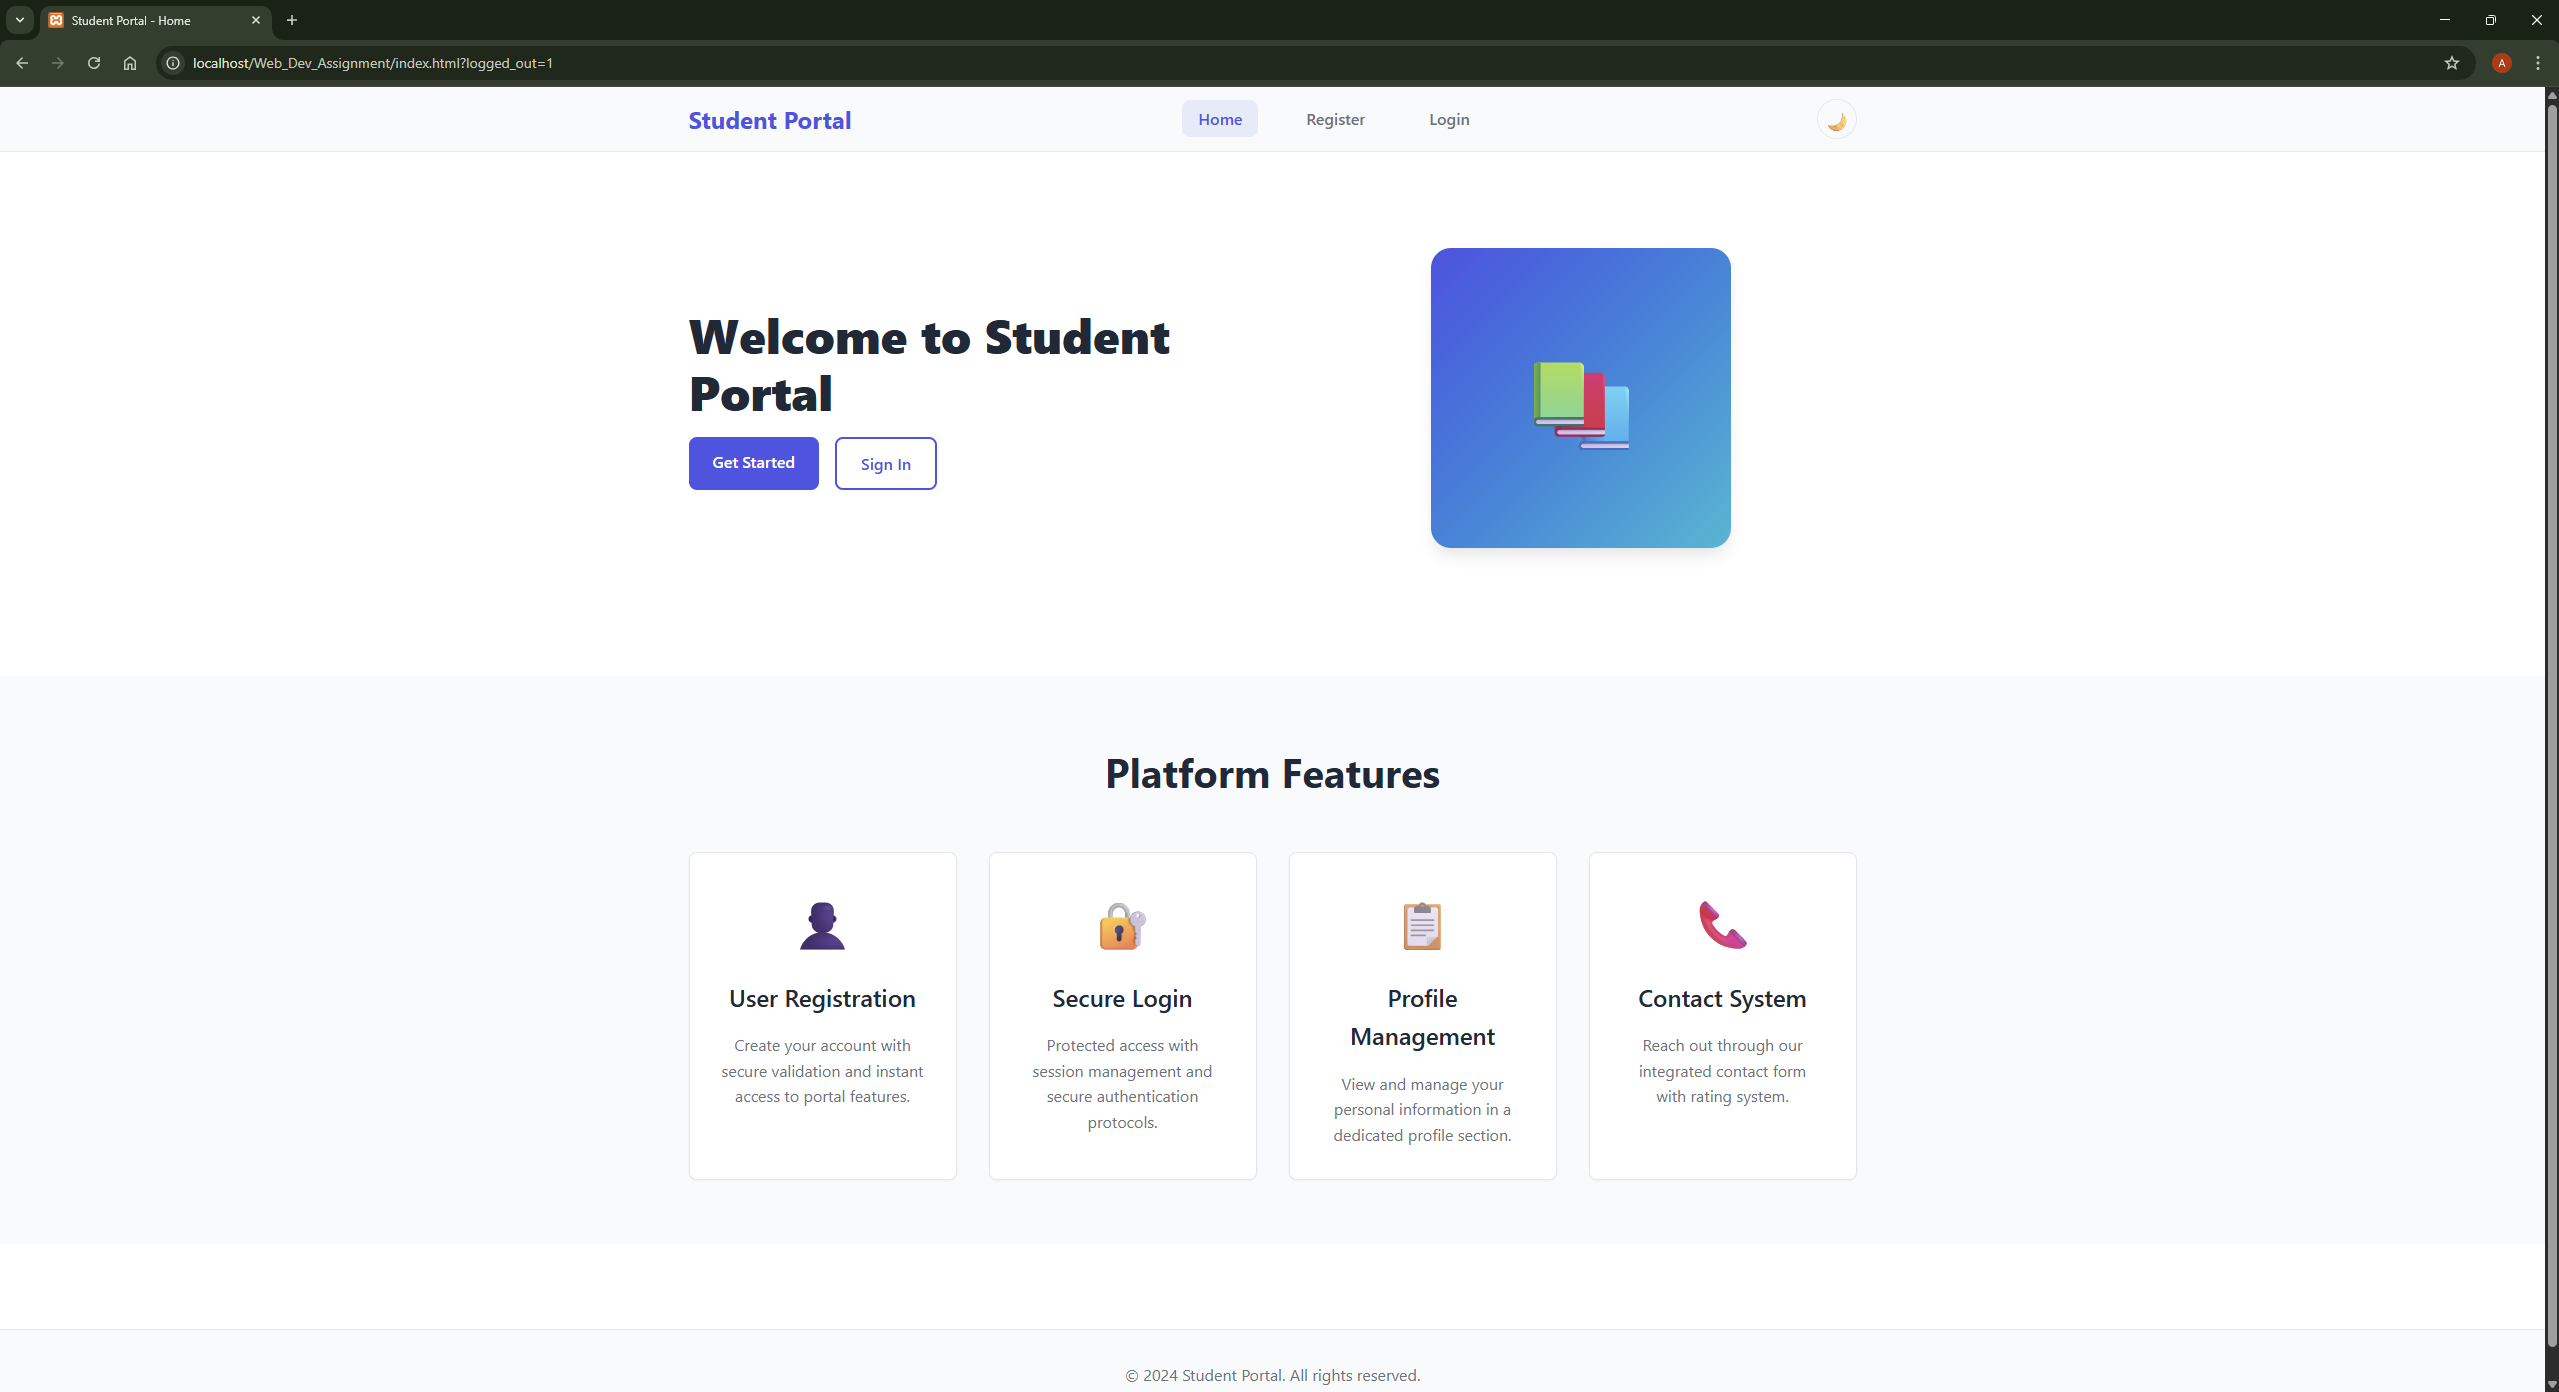 Student Portal - Home
localhost/Web_Dev_Assignment/index.html?logged_out=1
A
Student Portal
Home
Register
Login
Welcome to Student
Portal
Get Started
Sign In
Platform Features
User Registration
Create your account with
secure validation and instant
access to portal features.
Secure Login
Protected access with
session management and
secure authentication
protocols.
Profile
Management
View and manage your
personal information in a
dedicated profile section.
Contact System
Reach out through our
integrated contact form
with rating system.
© 2024 Student Portal. All rights reserved.